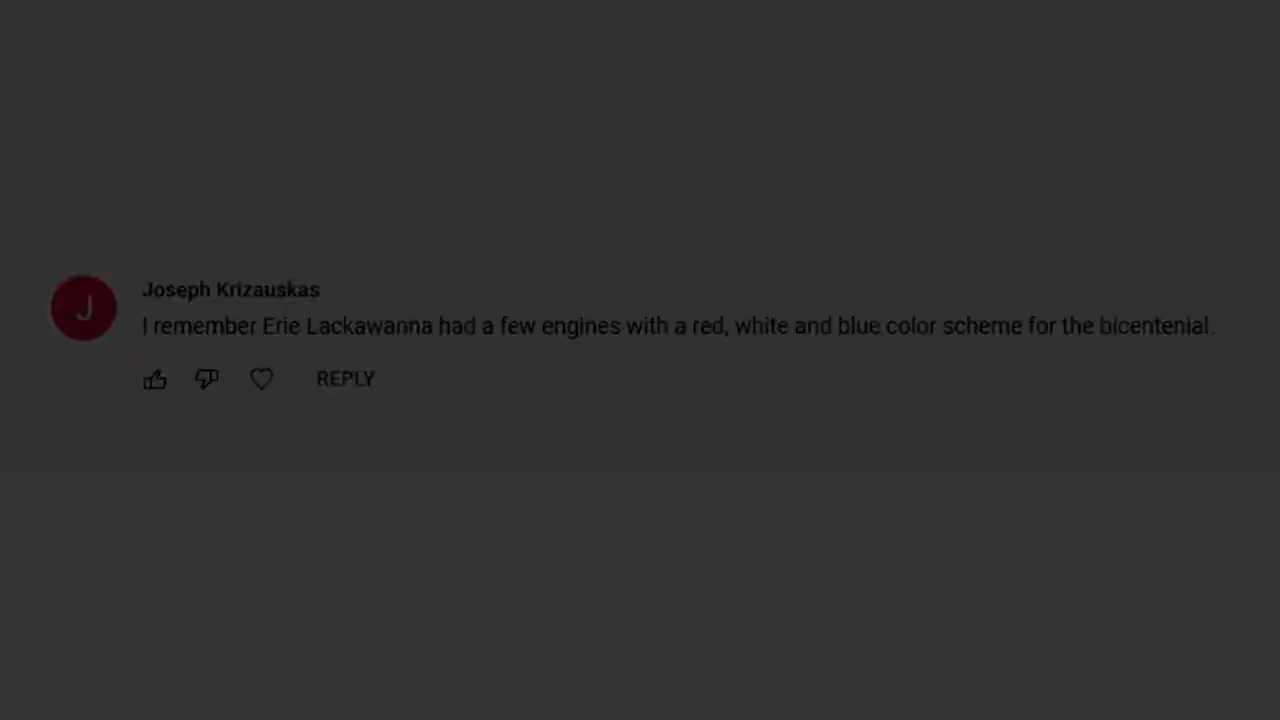 J
Joseph Krizauskas
I remember Erie Lackawanna had a few engines with a red, white and blue color scheme for the bicentenial.
REPLY